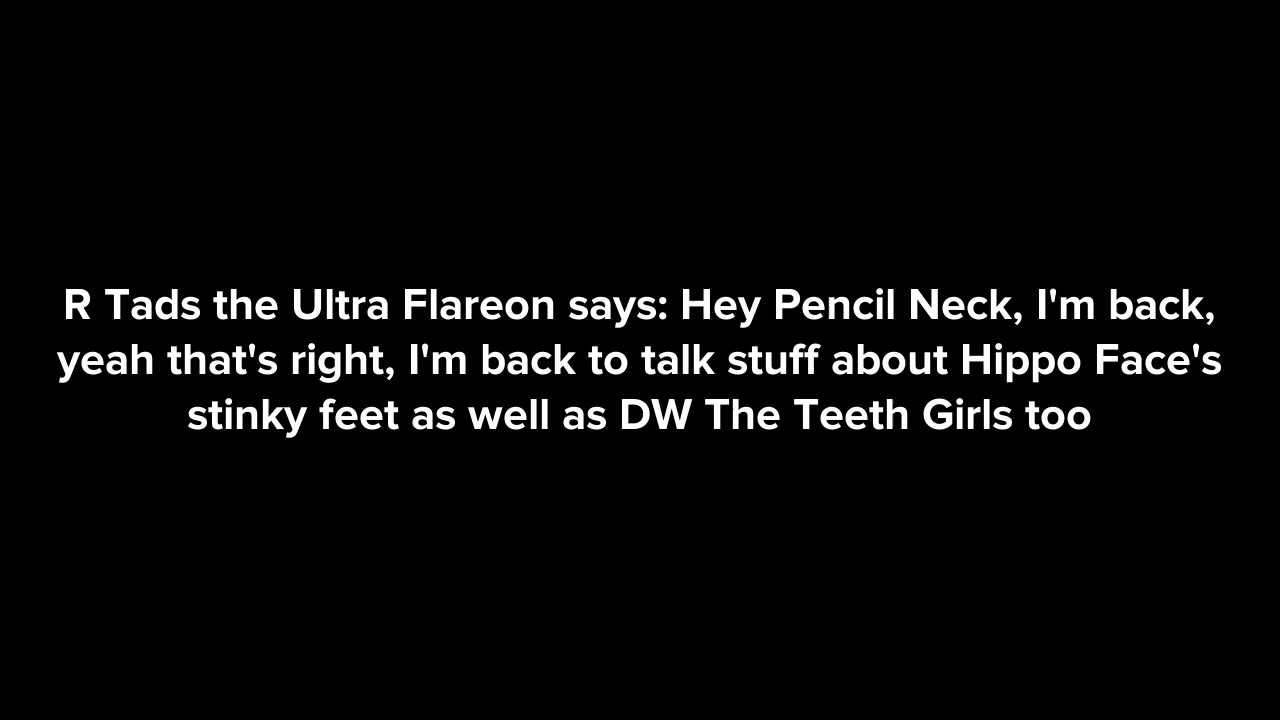 R Tads the Ultra Flareon says: Hey Pencil Neck, I'm back,
yeah that's right, I'm back to talk stuff about Hippo Face's
stinky feet as well as DW The Teeth Girls too